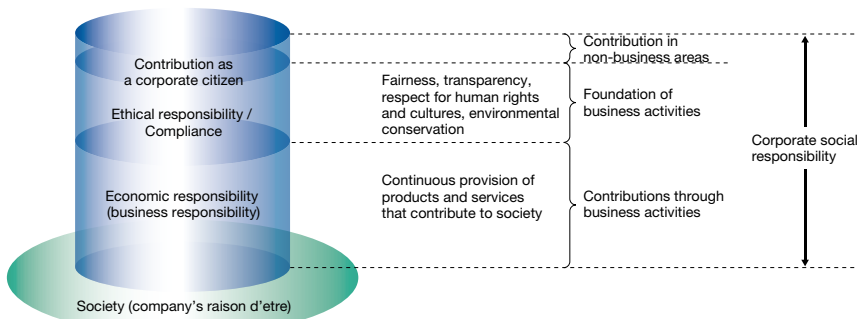 Contribution as
a corporate citizen
Ethical responsibility /
Compliance
Economic responsibility
(business responsibility)
Society (company's raison d'etre)
Fairness, transparency,
respect for human rights
and cultures, environmental
conservation
Continuous provision of
products and services
that contribute to society
Contribution in
non-business areas
Foundation of
business activities
Contributions through
business activities
Corporate social
responsibility